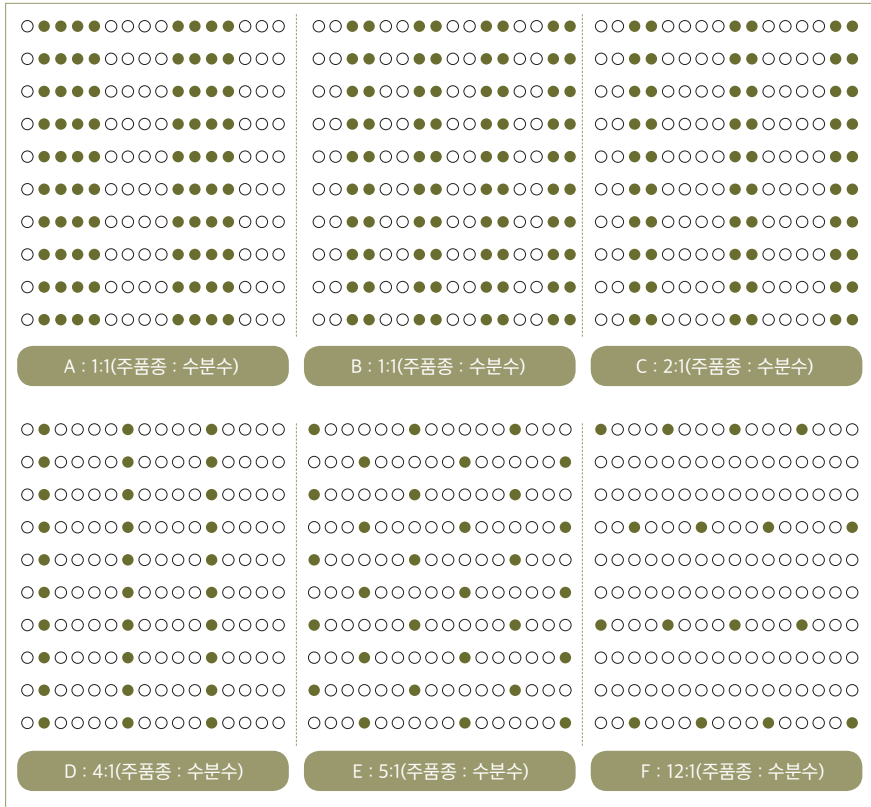 A : 1:1(주품종 : 수분수)
B : 1:1(주품종 : 수분수)
C : 2:1(주품종 : 수분수)
D : 4:1(주품종 : 수분수)
E : 5:1(주품종 : 수분수)
F : 12:1(주품종 : 수분수)